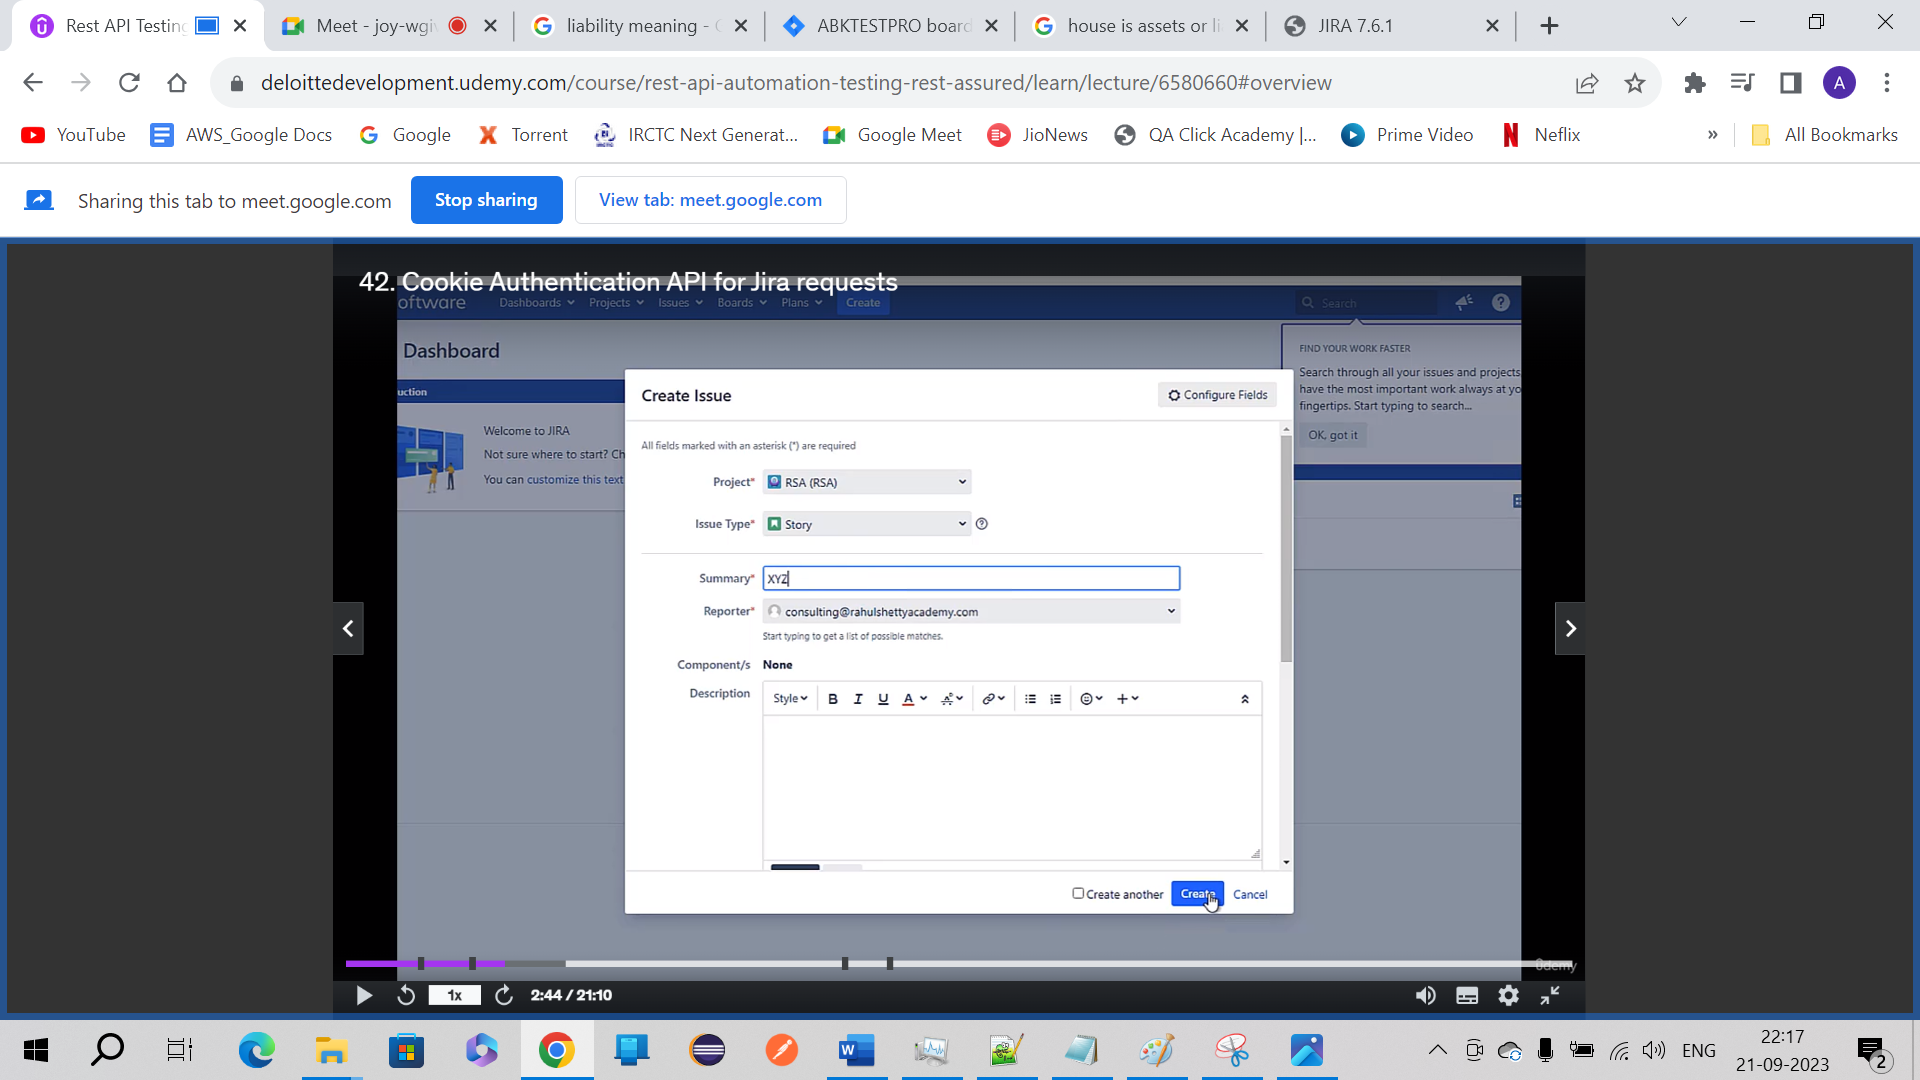 Rest API Testing
Meet - joy-wgiv
liability meaning - G
ABKTESTPRO board
house is assets or li
JIRA 7.6.1
deloittedevelopment.udemy.com/course/rest-api-automation-testing-rest-assured/learn/lecture/6580660#overview
A
YouTube
AWS_Google Docs
Google
Torrent
IRCTC Next Generat...
Google Meet
JioNews
QA Click Academy |...
Prime Video
Neflix
»
All Bookmarks
Sharing this tab to meet.google.com
Stop sharing
View tab: meet.google.com
42. Cookie Authentication API for Jira requests
oftware
Dashboards
Projects
Issues
Boards
Plans
Create
Search
Dashboard
FIND YOUR WORK FASTER
Search through all your issues and projects
have the most important work always at yo
fingertips. Start typing to search...
OK, got it
uction
Welcome to JIRA
Not sure where to start? Ch
You can customize this text
Create Issue
Configure Fields
All fields marked with an asterisk (*) are required
Project*
RSA (RSA)
Issue Type*
Story
Summary*
XYZ
Reporter*
consulting@rahulshettyacademy.com
Start typing to get a list of possible matches.
Component/s
None
Description
Style
B
I
U
A
Create another
Create
Cancel
ûdemy
1x
2:44 / 21:10
ENG
22:17
21-09-2023
2